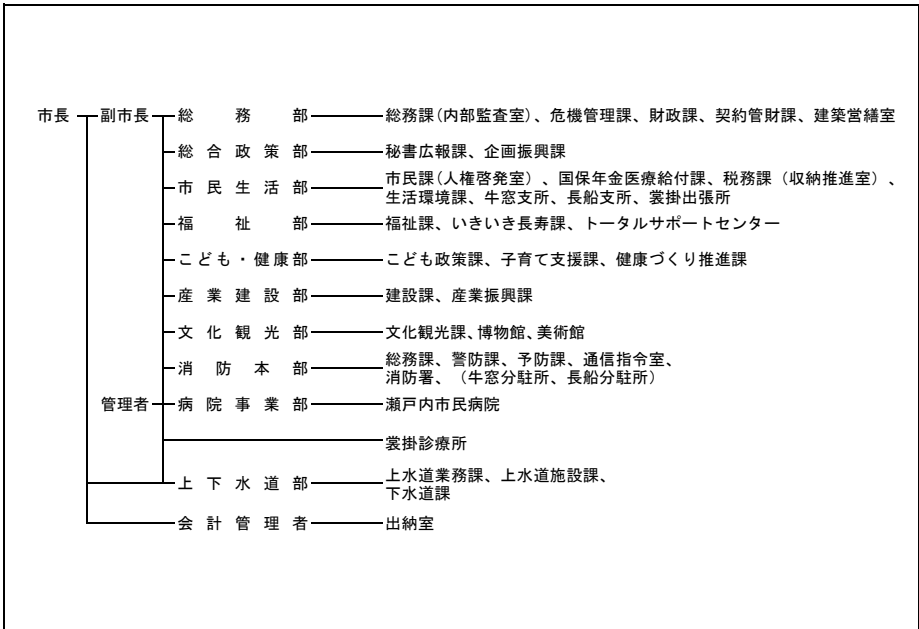 市長 副市長 総務部 総務課(内部監査室)、危機管理課、財政課、契約管財課、建築営繕室
総合政策部 秘書広報課、企画振興課
市民生活部 市民課(人権啓発室)、国保年金医療給付課、税務課（収納推進室）、
生活環境課、牛窓支所、長船支所、裳掛出張所
福祉部 福祉課、いきいき長寿課、トータルサポートセンター
こども・健康部 こども政策課、子育て支援課、健康づくり推進課
産業建設部 建設課、産業振興課
文化観光部 文化観光課、博物館、美術館
消防本部 総務課、警防課、予防課、通信指令室、
消防署、（牛窓分駐所、長船分駐所）
管理者 病院事業部 瀬戸内市民病院
裳掛診療所
上下水道部 上水道業務課、上水道施設課、
下水道課
会計管理者 出納室